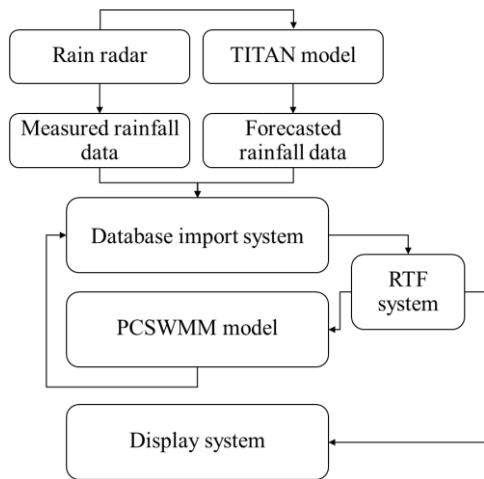 Rain radar
TITAN model
Measured rainfall
data
Forecasted
rainfall data
Database import system
RTF
system
PCSWMM model
Display system